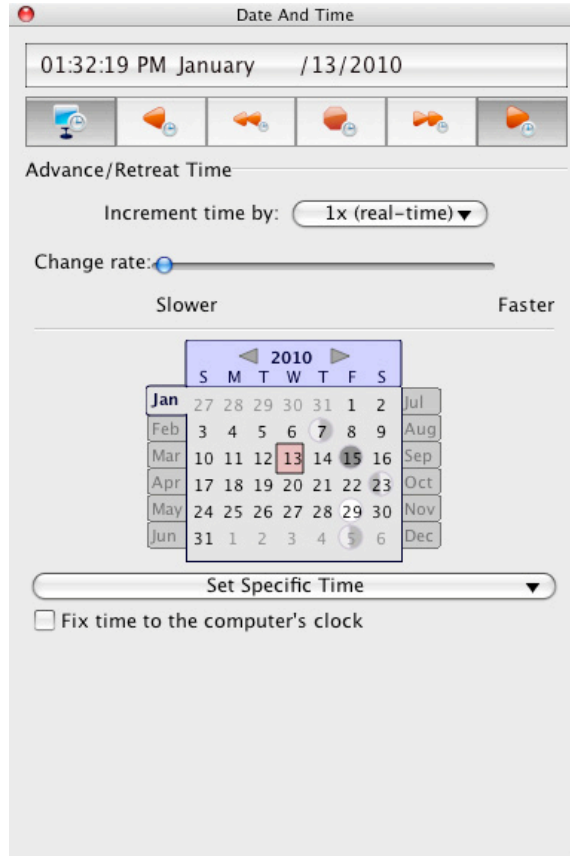 Date And Time
01:32:19 PM January /13/2010
Advance/Retreat Time
Increment time by: 1x (real-time)
Change rate:
Slower Faster
2010
S M T W T F S
Jan 27 28 29 30 31 1 2 Jul
Feb 3 4 5 6 7 8 9 Aug
Mar 10 11 12 13 14 15 16 Sep
Apr 17 18 19 20 21 22 23 Oct
May 24 25 26 27 28 29 30 Nov
Jun 31 1 2 3 4 5 6 Dec
Set Specific Time
Fix time to the computer's clock